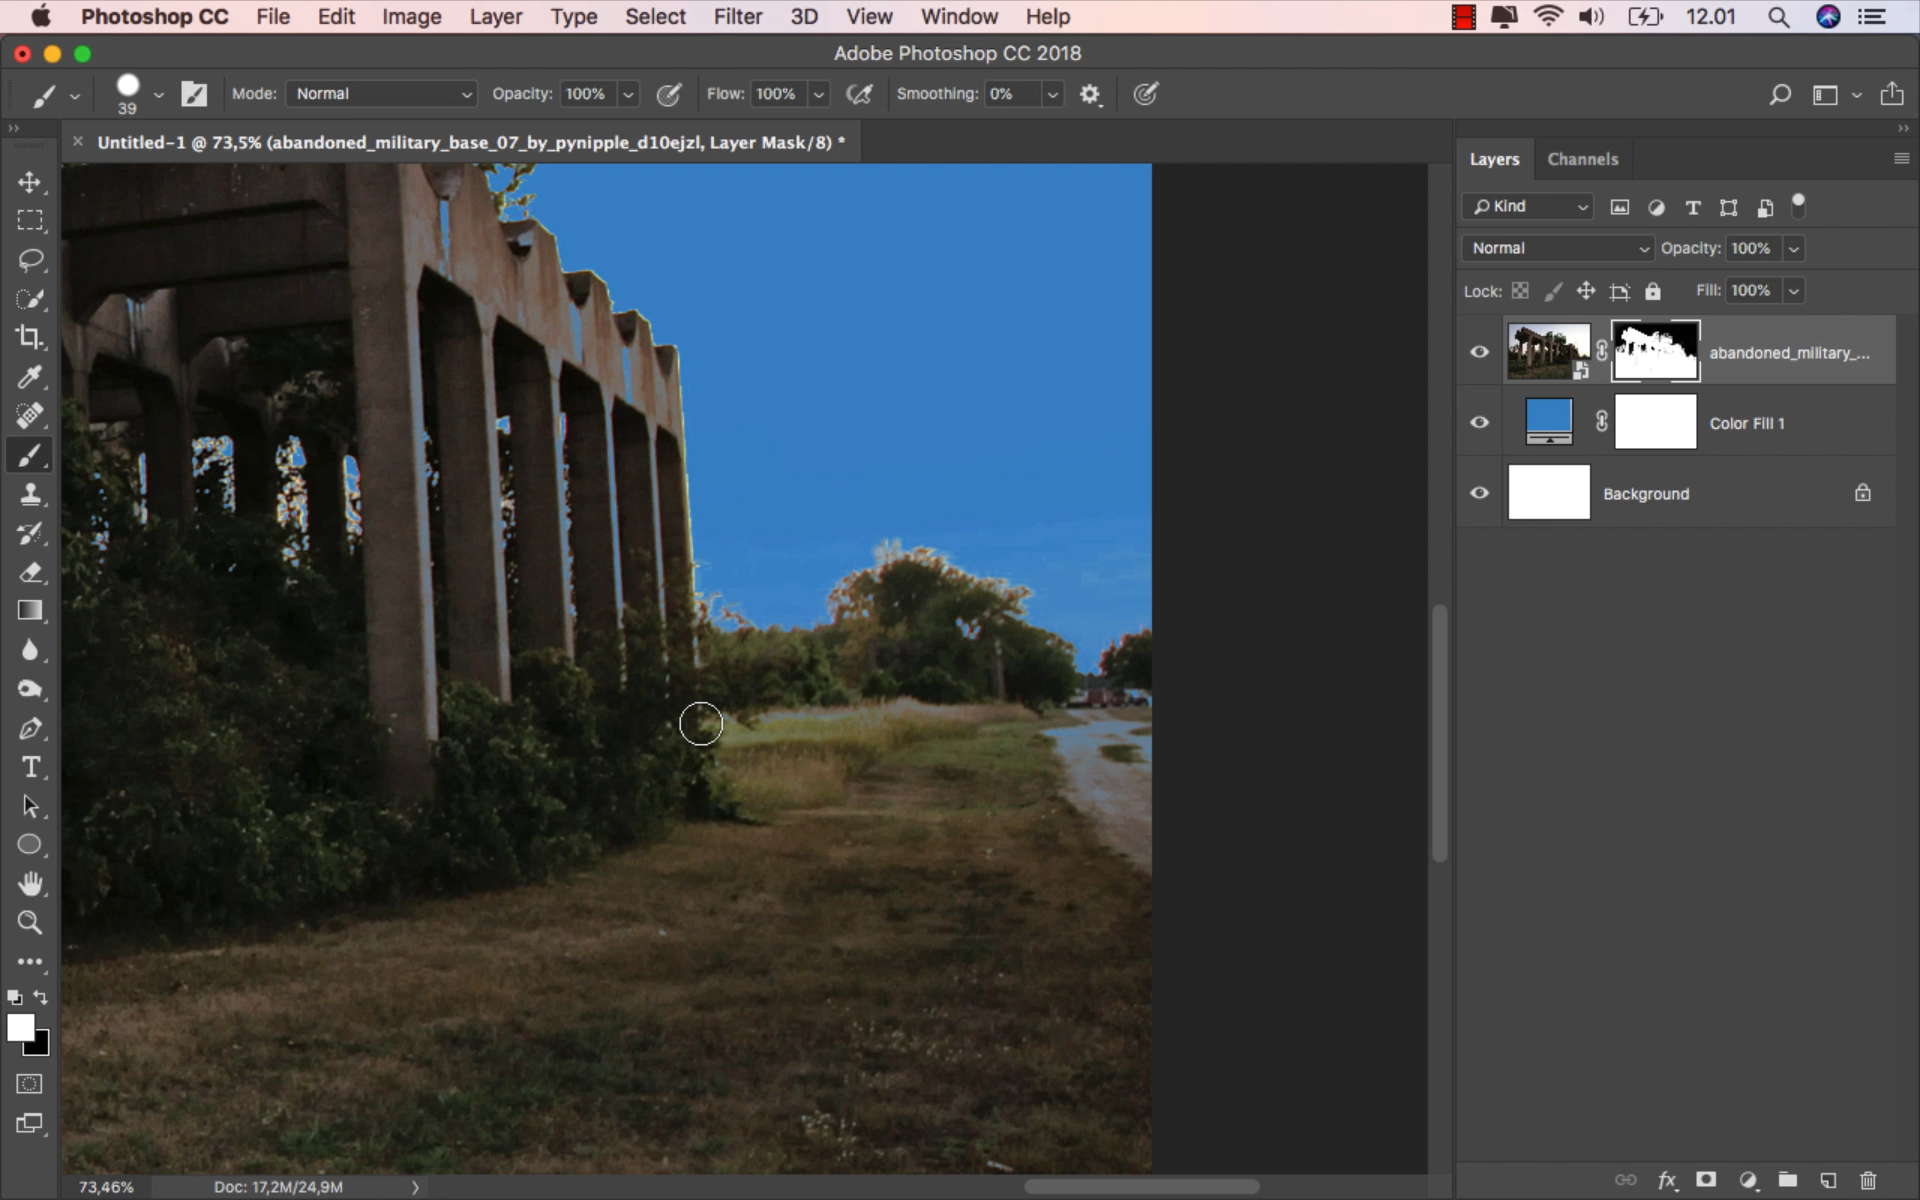 Photoshop CC File Edit Image Layer Type Select Filter 3D View Window Help 12.01
Adobe Photoshop CC 2018
39 Mode: Normal Opacity: 100% Flow: 100% Smoothing: 0%
Untitled-1 @ 73,5% (abandoned_military_base_07_by_pynipple_d10ejzl, Layer Mask/8) *
Layers Channels
Kind
Normal Opacity: 100%
Lock: Fill: 100%
abandoned_military_...
Color Fill 1
Background
73,46% Doc: 17,2M/24,9M